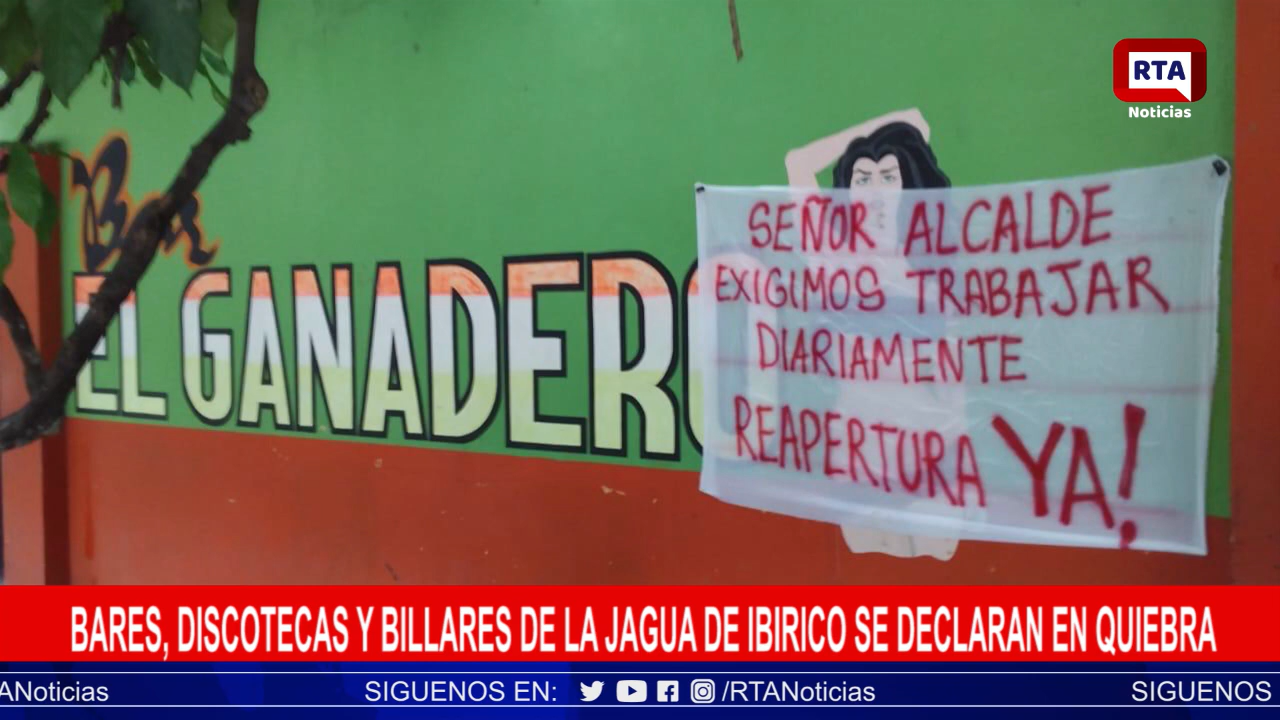 RTA
Noticias
Bar
EL GANADERO
SEÑOR ALCALDE
EXIGIMOS TRABAJAR
DIARIAMENTE
REAPERTURA YA!
BARES, DISCOTECAS Y BILLARES DE LA JAGUA DE IBIRICO SE DECLARAN EN QUIEBRA
ANoticias SIGUENOS EN: /RTANoticias SIGUENOS